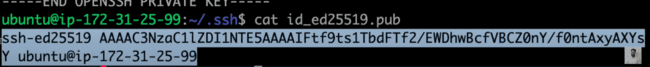 -----END OPENSSH PRIVATE KEY-----
ubuntu@ip-172-31-25-99:~/.ssh$ cat id_ed25519.pub
ssh-ed25519 AAAAC3NzaC1lZDI1NTE5AAAAIFtf9ts1TbdFTf2/EWDhwBcfVBCZ0nY/f0ntAxyAXYs
Y ubuntu@ip-172-31-25-99